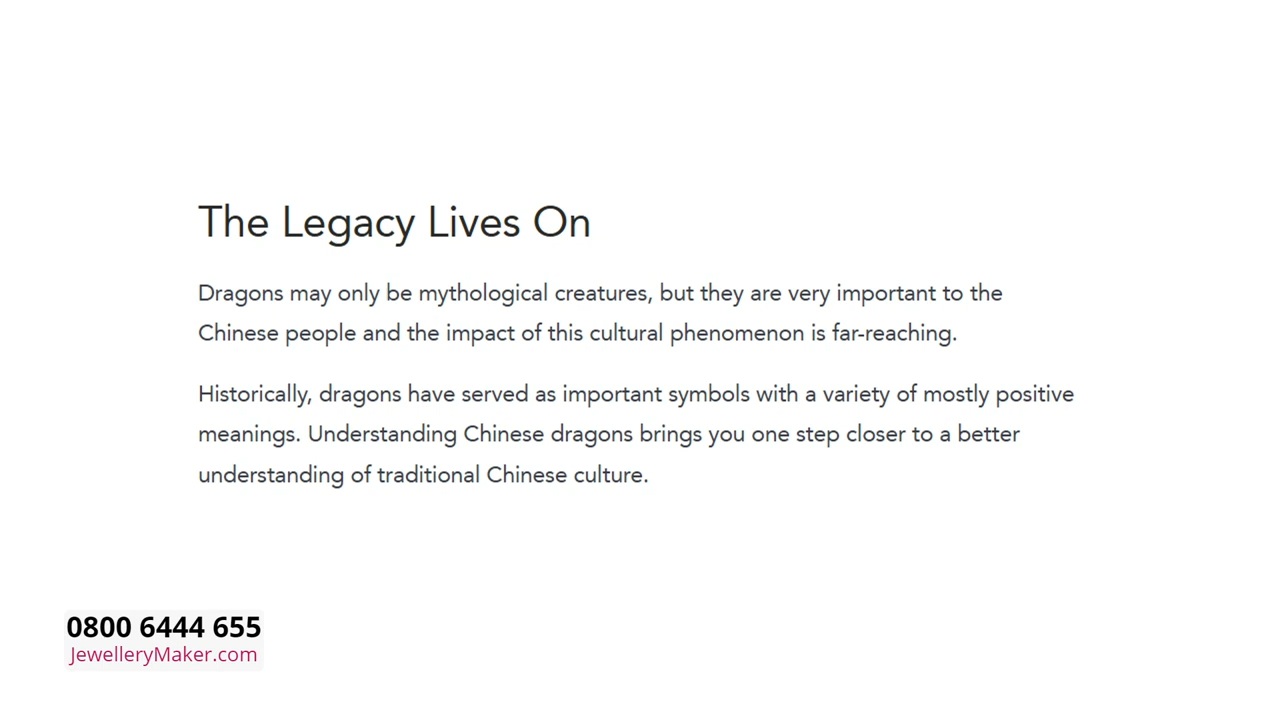 The Legacy Lives On
Dragons may only be mythological creatures, but they are very important to the
Chinese people and the impact of this cultural phenomenon is far-reaching.
Historically, dragons have served as important symbols with a variety of mostly positive
meanings. Understanding Chinese dragons brings you one step closer to a better
understanding of traditional Chinese culture.
0800 6444 655
JewelleryMaker.com